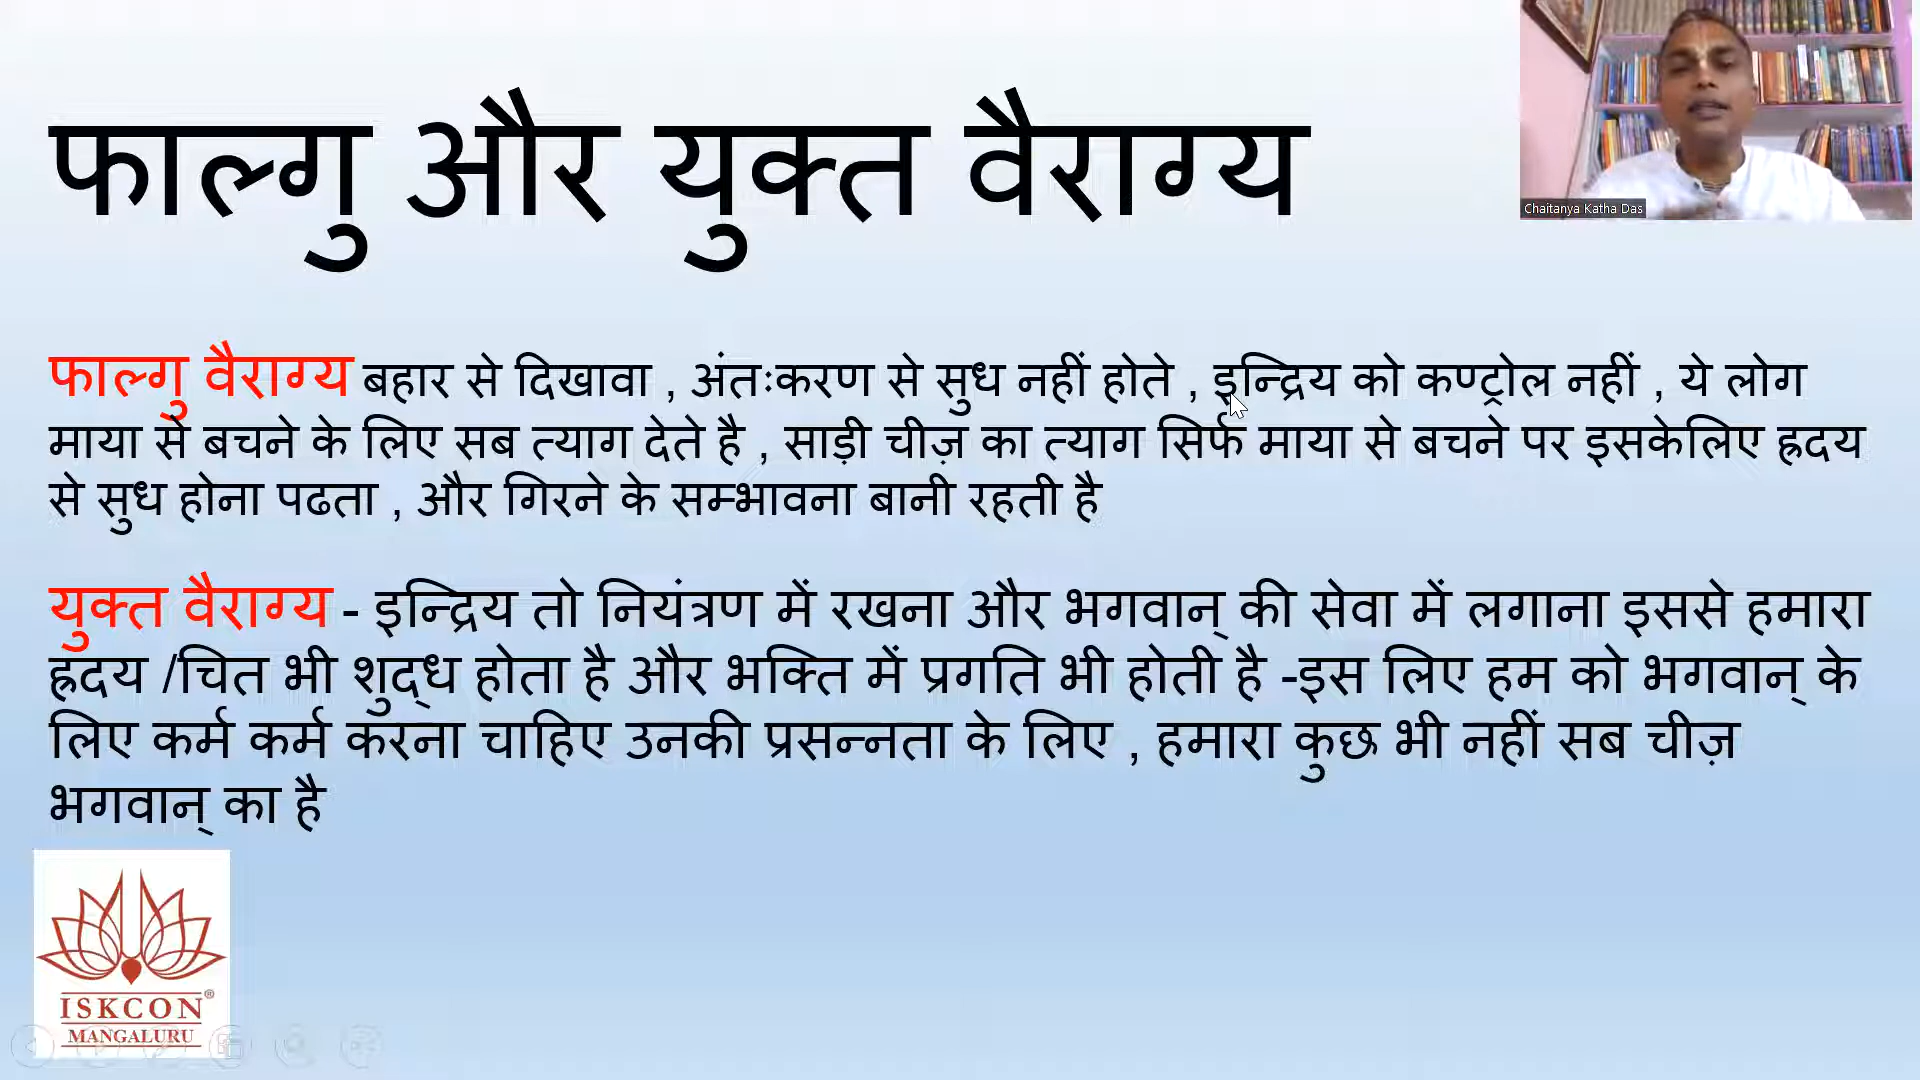 फाल्गु और युक्त वैराग्य
Chaitanya Katha Das
फाल्गु वैराग्य बहार से दिखावा , अंतःकरण से सुध नहीं होते , इन्द्रिय को कण्ट्रोल नहीं , ये लोग
माया से बचने के लिए सब त्याग देते है , साड़ी चीज़ का त्याग सिर्फ माया से बचने पर इसकेलिए ह्रदय
से सुध होना पढता , और गिरने के सम्भावना बानी रहती है
युक्त वैराग्य - इन्द्रिय तो नियंत्रण में रखना और भगवान् की सेवा में लगाना इससे हमारा
ह्रदय /चित भी शुद्ध होता है और भक्ति में प्रगति भी होती है -इस लिए हम को भगवान् के
लिए कर्म कर्म करना चाहिए उनकी प्रसन्नता के लिए , हमारा कुछ भी नहीं सब चीज़
भगवान् का है
ISKCON®
MANGALURU